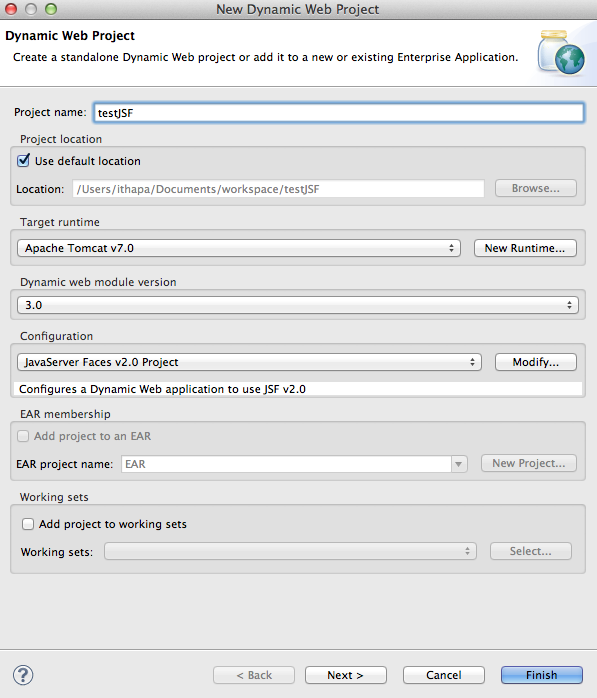 New Dynamic Web Project
Dynamic Web Project
Create a standalone Dynamic Web project or add it to a new or existing Enterprise Application.
Project name: testJSF
Project location
Use default location
Location: /Users/ithapa/Documents/workspace/testJSF Browse...
Target runtime
Apache Tomcat v7.0 New Runtime...
Dynamic web module version
3.0
Configuration
JavaServer Faces v2.0 Project Modify...
Configures a Dynamic Web application to use JSF v2.0
EAR membership
Add project to an EAR
EAR project name: EAR New Project...
Working sets
Add project to working sets
Working sets: Select...
? < Back Next > Cancel Finish